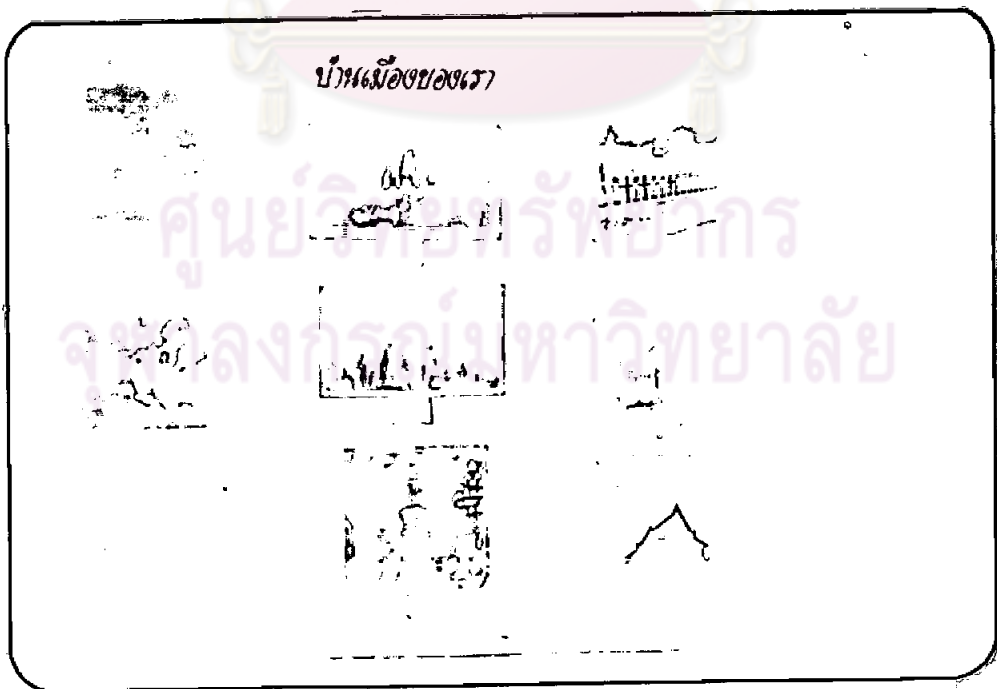 บ้านเมืองของเรา
ศูนย์วิทยทรัพยากร
จุฬาลงกรณ์มหาวิทยาลัย